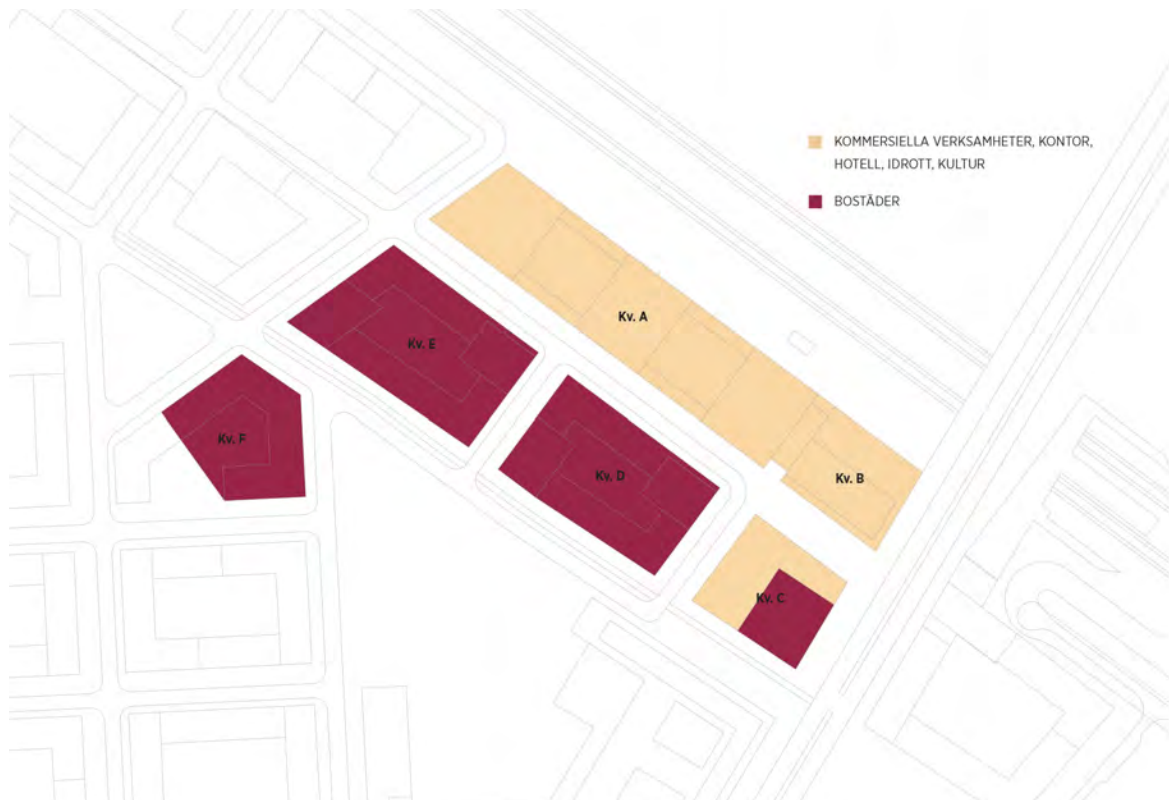 KOMMERSIELLA VERKSAMHETER, KONTOR,
HOTELL, IDROTT, KULTUR
BOSTÄDER
Kv. A
Kv. E
Kv. F
Kv. D
Kv. B
Kv. C